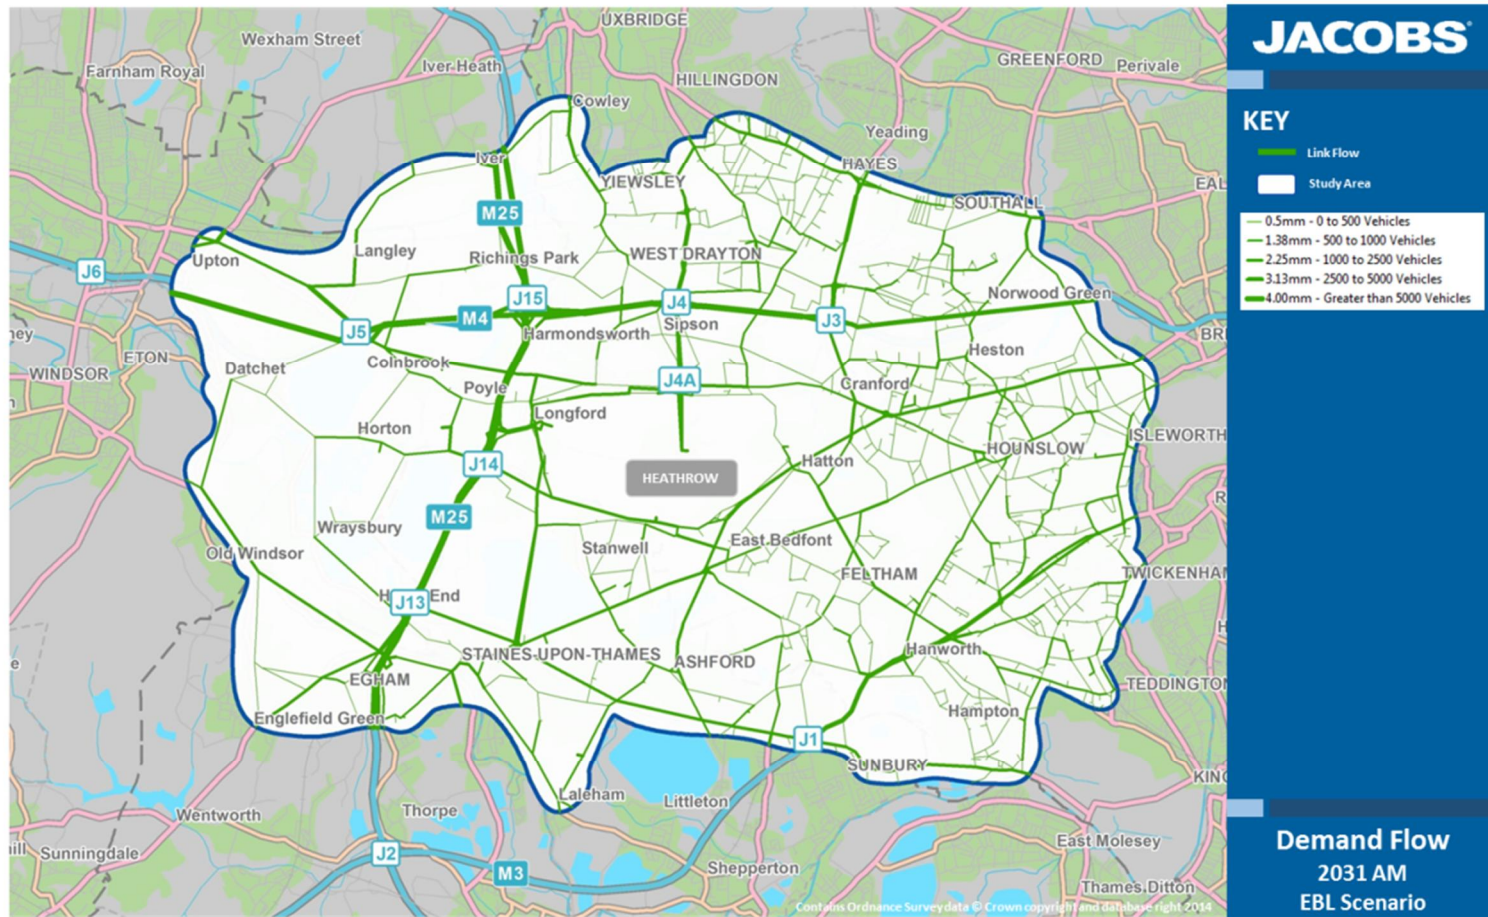 UXBRIDGE
Wexham Street
Iver Heath
Farnham Royal
HILLINGDON
GREENFORD
Perivale
Cowley
Yeading
Iver
HAYES
YIEWSLEY
EAL
SOUTHALL
M25
Langley
Richings Park
WEST DRAYTON
Upton
J6
J15
J4
Norwood Green
M4
J5
Sipson
J3
Harmondsworth
ney
BRE
Heston
ETON
Colnbrook
Datchet
WINDSOR
J4A
Poyle
Cranford
Longford
Horton
ISLEWORTH
HOUNSLOW
Hatton
J14
HEATHROW
R
M25
Wraysbury
Old Windsor
Stanwell
East Bedfont
FELTHAM
TWICKENHAM
H
End
J13
H
STAINES-UPON-THAMES
ASHFORD
Hanworth
e
EGHAM
TEDDINGTON
Hampton
Englefield Green
J1
SUNBURY
KING
Laleham
Littleton
Wentworth
Thorpe
ill
Sunningdale
J2
East Molesey
M3
Shepperton
Thames Ditton
Contains Ordnance Survey data © Crown copyright and database right 2014
JACOBS
KEY
Link Flow
Study Area
0.5mm - 0 to 500 Vehicles
1.38mm - 500 to 1000 Vehicles
2.25mm - 1000 to 2500 Vehicles
3.13mm - 2500 to 5000 Vehicles
4.00mm - Greater than 5000 Vehicles
Demand Flow
2031 AM
EBL Scenario